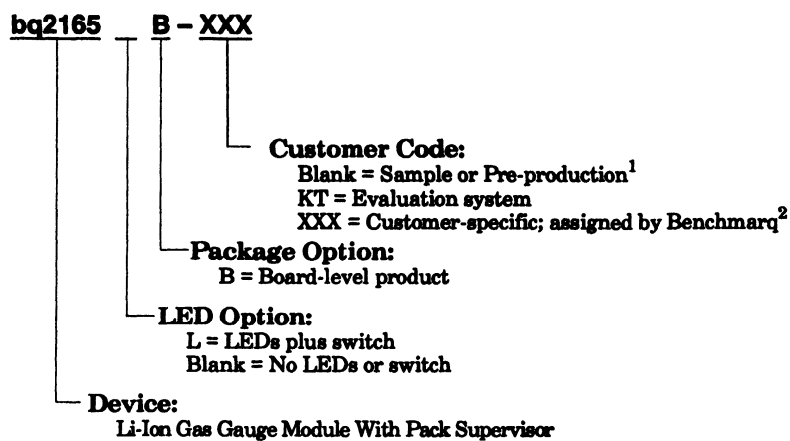 bq2165 _ B – XXX
Customer Code:
Blank = Sample or Pre-production1
KT = Evaluation system
XXX = Customer-specific; assigned by Benchmarq2
Package Option:
B = Board-level product
LED Option:
L = LEDs plus switch
Blank = No LEDs or switch
Device:
Li-Ion Gas Gauge Module With Pack Supervisor